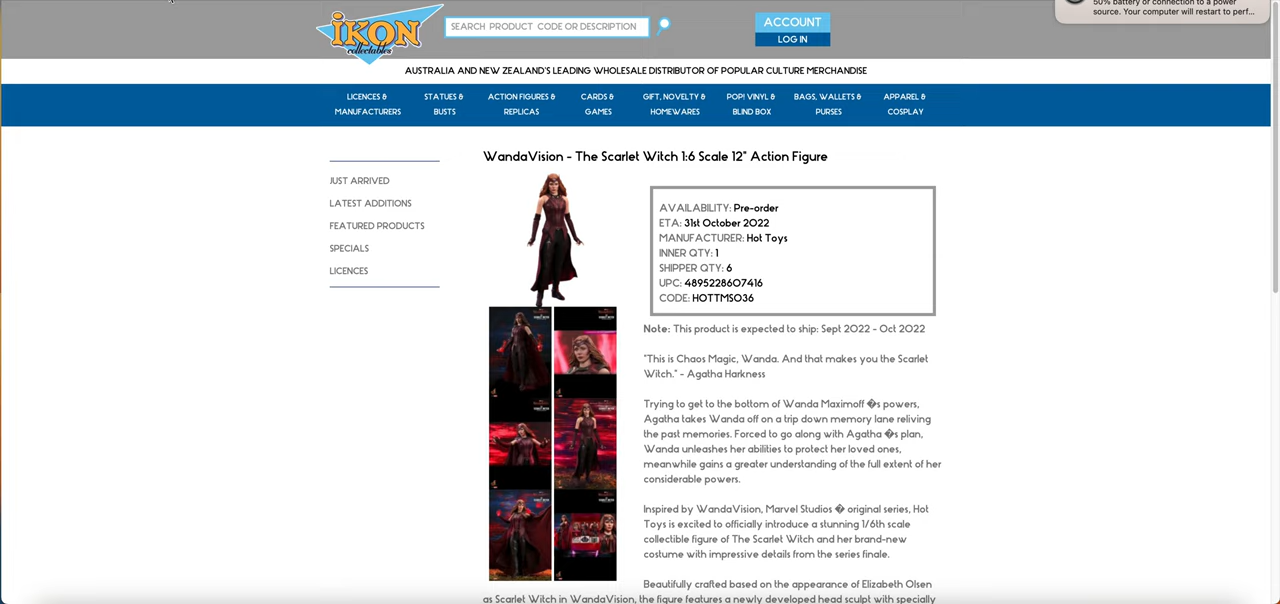 50% battery or connection to a power
source. Your computer will restart to perf...
iKON
collectables
SEARCH PRODUCT CODE OR DESCRIPTION
ACCOUNT
LOG IN
AUSTRALIA AND NEW ZEALAND'S LEADING WHOLESALE DISTRIBUTOR OF POPULAR CULTURE MERCHANDISE
LICENCES &
MANUFACTURERS
STATUES &
BUSTS
ACTION FIGURES &
REPLICAS
CARDS &
GAMES
GIFT, NOVELTY &
HOMEWARES
POP! VINYL &
BLIND BOX
BAGS, WALLETS &
PURSES
APPAREL &
COSPLAY
JUST ARRIVED
LATEST ADDITIONS
FEATURED PRODUCTS
SPECIALS
LICENCES
WandaVision - The Scarlet Witch 1:6 Scale 12" Action Figure
AVAILABILITY: Pre-order
ETA: 31st October 2022
MANUFACTURER: Hot Toys
INNER QTY: 1
SHIPPER QTY: 6
UPC: 4895228607416
CODE: HOTTMS036
Note: This product is expected to ship: Sept 2022 - Oct 2022
"This is Chaos Magic, Wanda. And that makes you the Scarlet
Witch." - Agatha Harkness
Trying to get to the bottom of Wanda Maximoff �s powers,
Agatha takes Wanda off on a trip down memory lane reliving
the past memories. Forced to go along with Agatha �s plan,
Wanda unleashes her abilities to protect her loved ones,
meanwhile gains a greater understanding of the full extent of her
considerable powers.
Inspired by WandaVision, Marvel Studios � original series, Hot
Toys is excited to officially introduce a stunning 1/6th scale
collectible figure of The Scarlet Witch and her brand-new
costume with impressive details from the series finale.
Beautifully crafted based on the appearance of Elizabeth Olsen
as Scarlet Witch in WandaVision, the figure features a newly developed head sculpt with specially